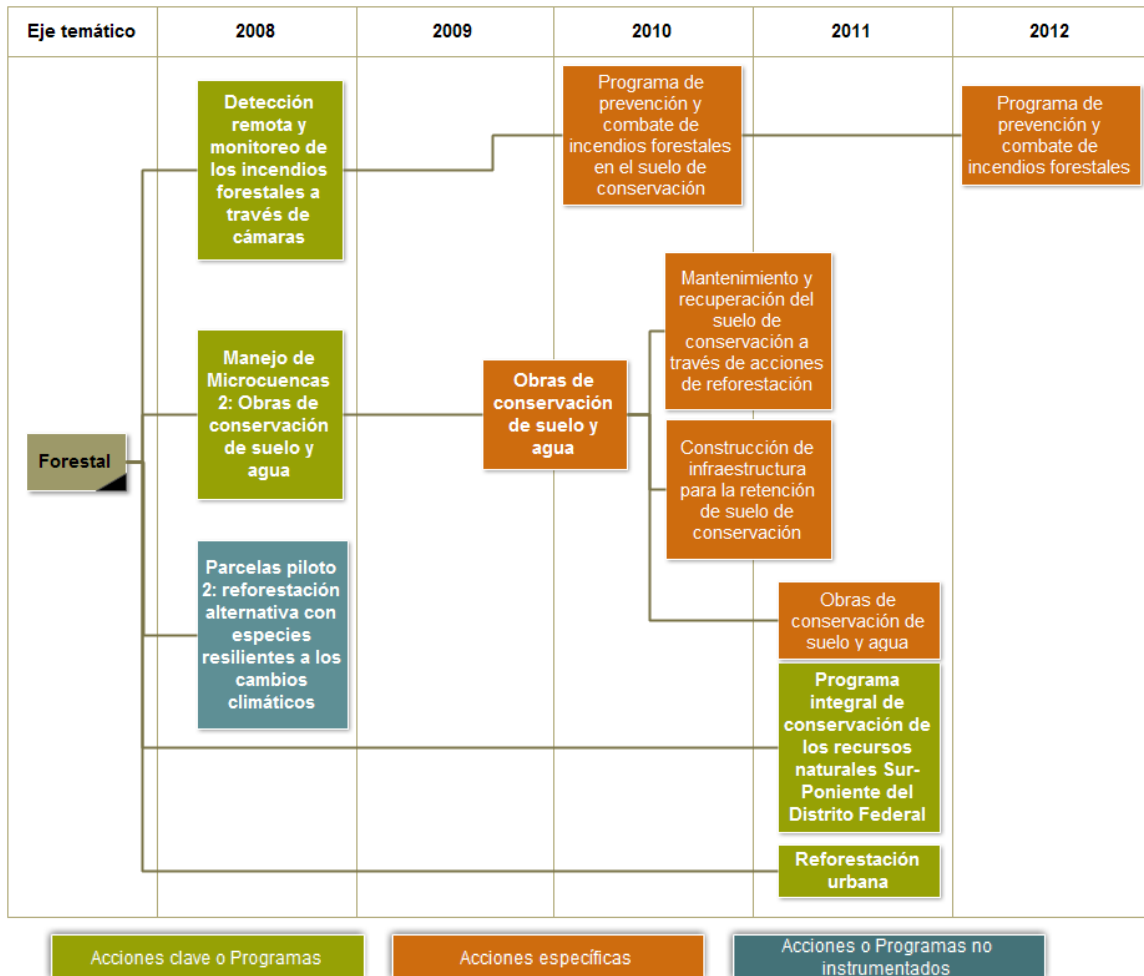 Eje temático
2008
2009
2010
2011
2012
Detección
remota y
monitoreo de
los incendios
forestales a
través de
cámaras
Programa de
prevención y
combate de
incendios forestales
en el suelo de
conservación
Programa de
prevención y
combate de
incendios forestales
Mantenimiento y
recuperación del
suelo de
conservación a
través de acciones
de reforestación
Manejo de
Microcuencas
2: Obras de
conservación
de suelo y
agua
Obras de
conservación
de suelo y
agua
Construcción de
infraestructura
para la retención
de suelo de
conservación
Forestal
Parcelas piloto
2: reforestación
alternativa con
especies
resilientes a los
cambios
climáticos
Obras de
conservación de
suelo y agua
Programa
integral de
conservación de
los recursos
naturales Sur-
Poniente del
Distrito Federal
Reforestación
urbana
Acciones clave o Programas
Acciones específicas
Acciones o Programas no
instrumentados